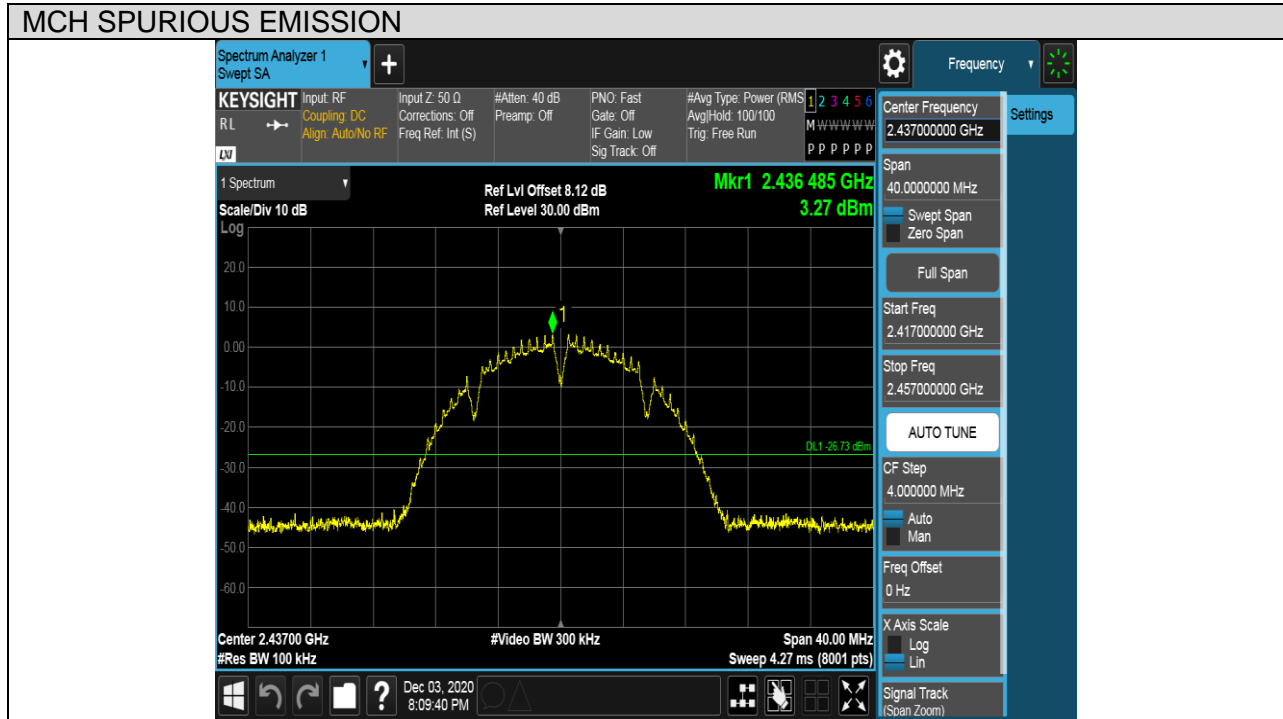 MCH SPURIOUS EMISSION
Spectrum Analyzer 1
Swept SA
Frequency
KEYSIGHT
RL
LXI
Input: RF
Coupling: DC
Align: Auto/No RF
Input Z: 50 Ω
Corrections: Off
Freq Ref: Int (S)
#Atten: 40 dB
Preamp: Off
PNO: Fast
Gate: Off
IF Gain: Low
Sig Track: Off
#Avg Type: Power (RMS
Avg|Hold: 100/100
Trig: Free Run
1 2 3 4 5 6
M W W W W W
P P P P P P
1 Spectrum
Scale/Div 10 dB
Ref Lvl Offset 8.12 dB
Ref Level 30.00 dBm
Mkr1 2.436 485 GHz
3.27 dBm
Log
20.0
10.0
0.00
-10.0
-20.0
-30.0
-40.0
-50.0
-60.0
1
DL1 -26.73 dBm
Center 2.43700 GHz
#Res BW 100 kHz
#Video BW 300 kHz
Span 40.00 MHz
Sweep 4.27 ms (8001 pts)
?
Dec 03, 2020
8:09:40 PM
Center Frequency
2.437000000 GHz
Settings
Span
40.0000000 MHz
Swept Span
Zero Span
Full Span
Start Freq
2.417000000 GHz
Stop Freq
2.457000000 GHz
AUTO TUNE
CF Step
4.000000 MHz
Auto
Man
Freq Offset
0 Hz
X Axis Scale
Log
Lin
Signal Track
(Span Zoom)